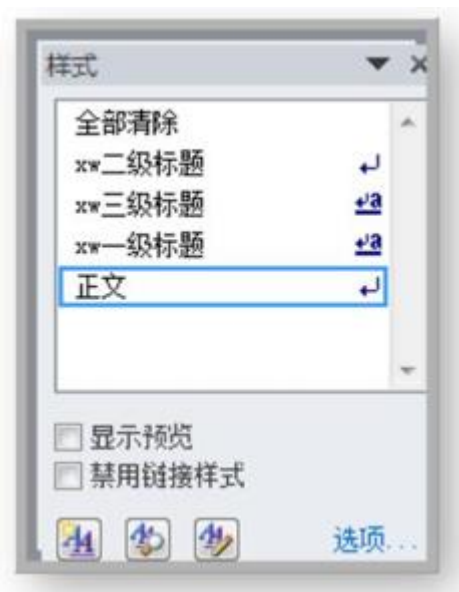 样式
全部清除
xw二级标题
xw三级标题
xw一级标题
正文
显示预览
禁用链接样式
选项...